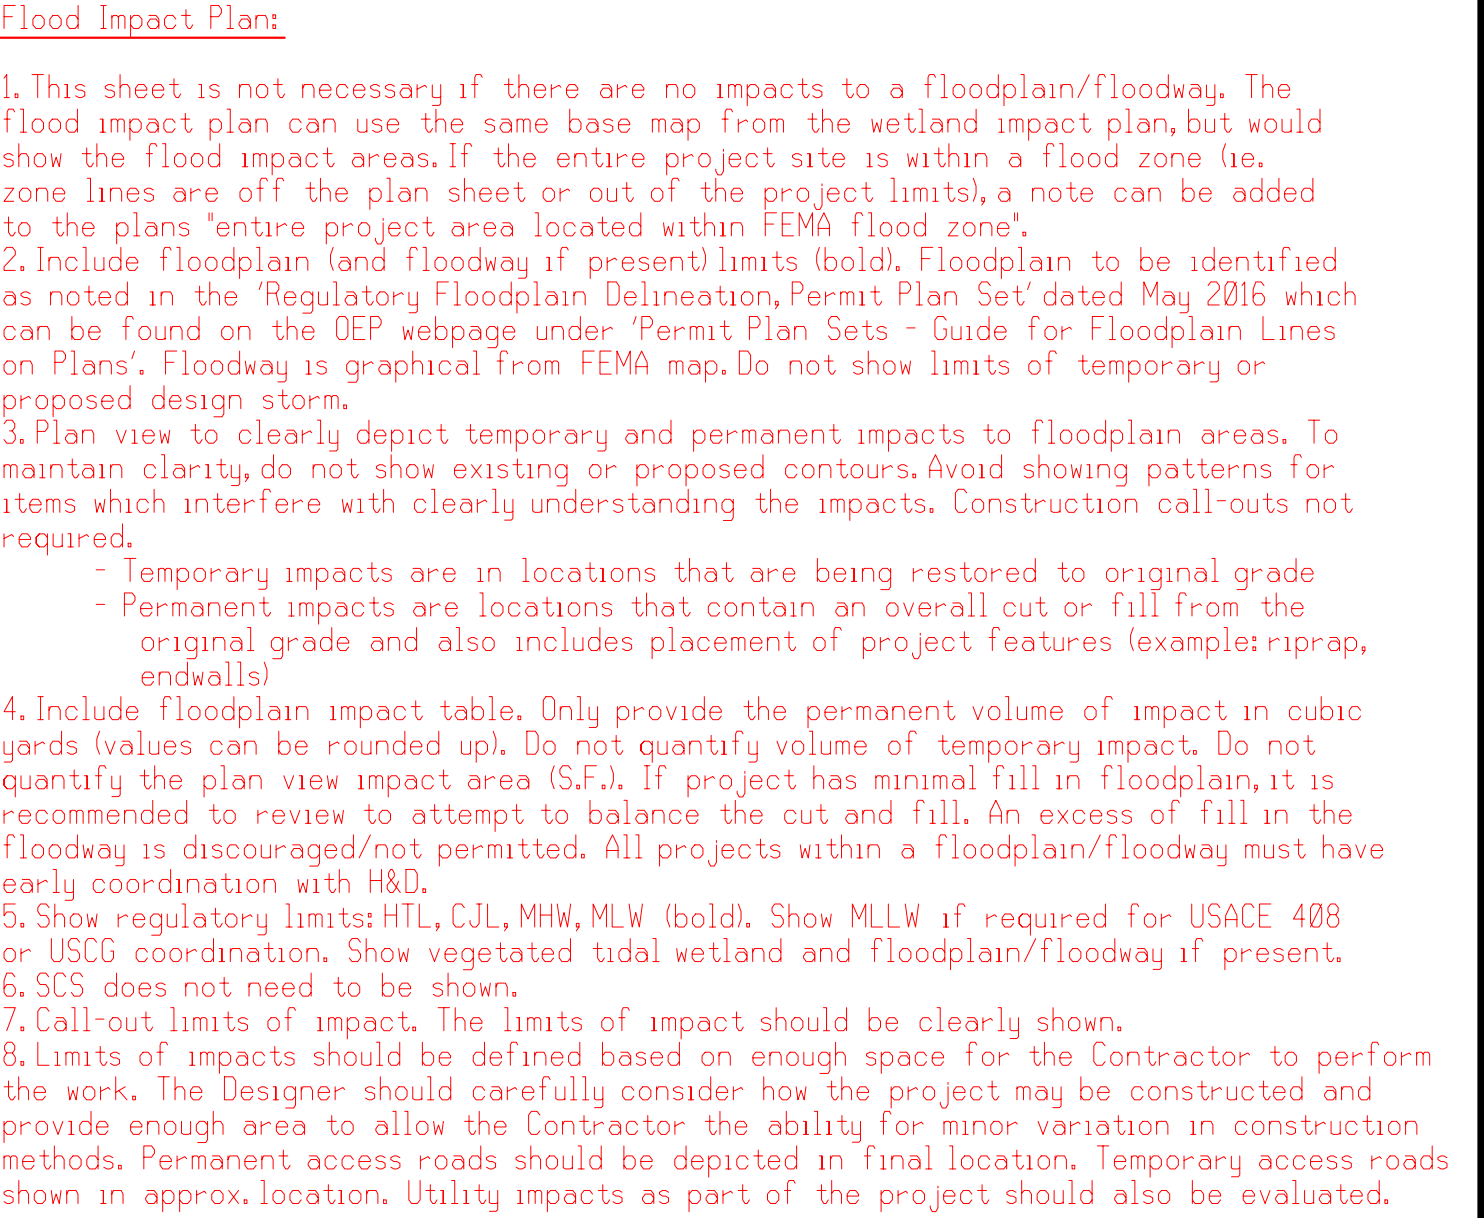 Flood Impact Plan:
1. This sheet is not necessary if there are no impacts to a floodplain/floodway. The
flood impact plan can use the same base map from the wetland impact plan, but would
show the flood impact areas. If the entire project site is within a flood zone (ie.
zone lines are off the plan sheet or out of the project limits), a note can be added
to the plans "entire project area located within FEMA flood zone".
2. Include floodplain (and floodway if present) limits (bold). Floodplain to be identified
as noted in the 'Regulatory Floodplain Delineation, Permit Plan Set' dated May 2016 which
can be found on the OEP webpage under 'Permit Plan Sets - Guide for Floodplain Lines
on Plans'. Floodway is graphical from FEMA map. Do not show limits of temporary or
proposed design storm.
3. Plan view to clearly depict temporary and permanent impacts to floodplain areas. To
maintain clarity, do not show existing or proposed contours. Avoid showing patterns for
items which interfere with clearly understanding the impacts. Construction call-outs not
required.
- Temporary impacts are in locations that are being restored to original grade
- Permanent impacts are locations that contain an overall cut or fill from the
original grade and also includes placement of project features (example: riprap,
endwalls)
4. Include floodplain impact table. Only provide the permanent volume of impact in cubic
yards (values can be rounded up). Do not quantify volume of temporary impact. Do not
quantify the plan view impact area (S.F.). If project has minimal fill in floodplain, it is
recommended to review to attempt to balance the cut and fill. An excess of fill in the
floodway is discouraged/not permitted. All projects within a floodplain/floodway must have
early coordination with H&D.
5. Show regulatory limits: HTL, CJL, MHW, MLW (bold). Show MLLW if required for USACE 408
or USCG coordination. Show vegetated tidal wetland and floodplain/floodway if present.
6. SCS does not need to be shown.
7. Call-out limits of impact. The limits of impact should be clearly shown.
8. Limits of impacts should be defined based on enough space for the Contractor to perform
the work. The Designer should carefully consider how the project may be constructed and
provide enough area to allow the Contractor the ability for minor variation in construction
methods. Permanent access roads should be depicted in final location. Temporary access roads
shown in approx. location. Utility impacts as part of the project should also be evaluated.